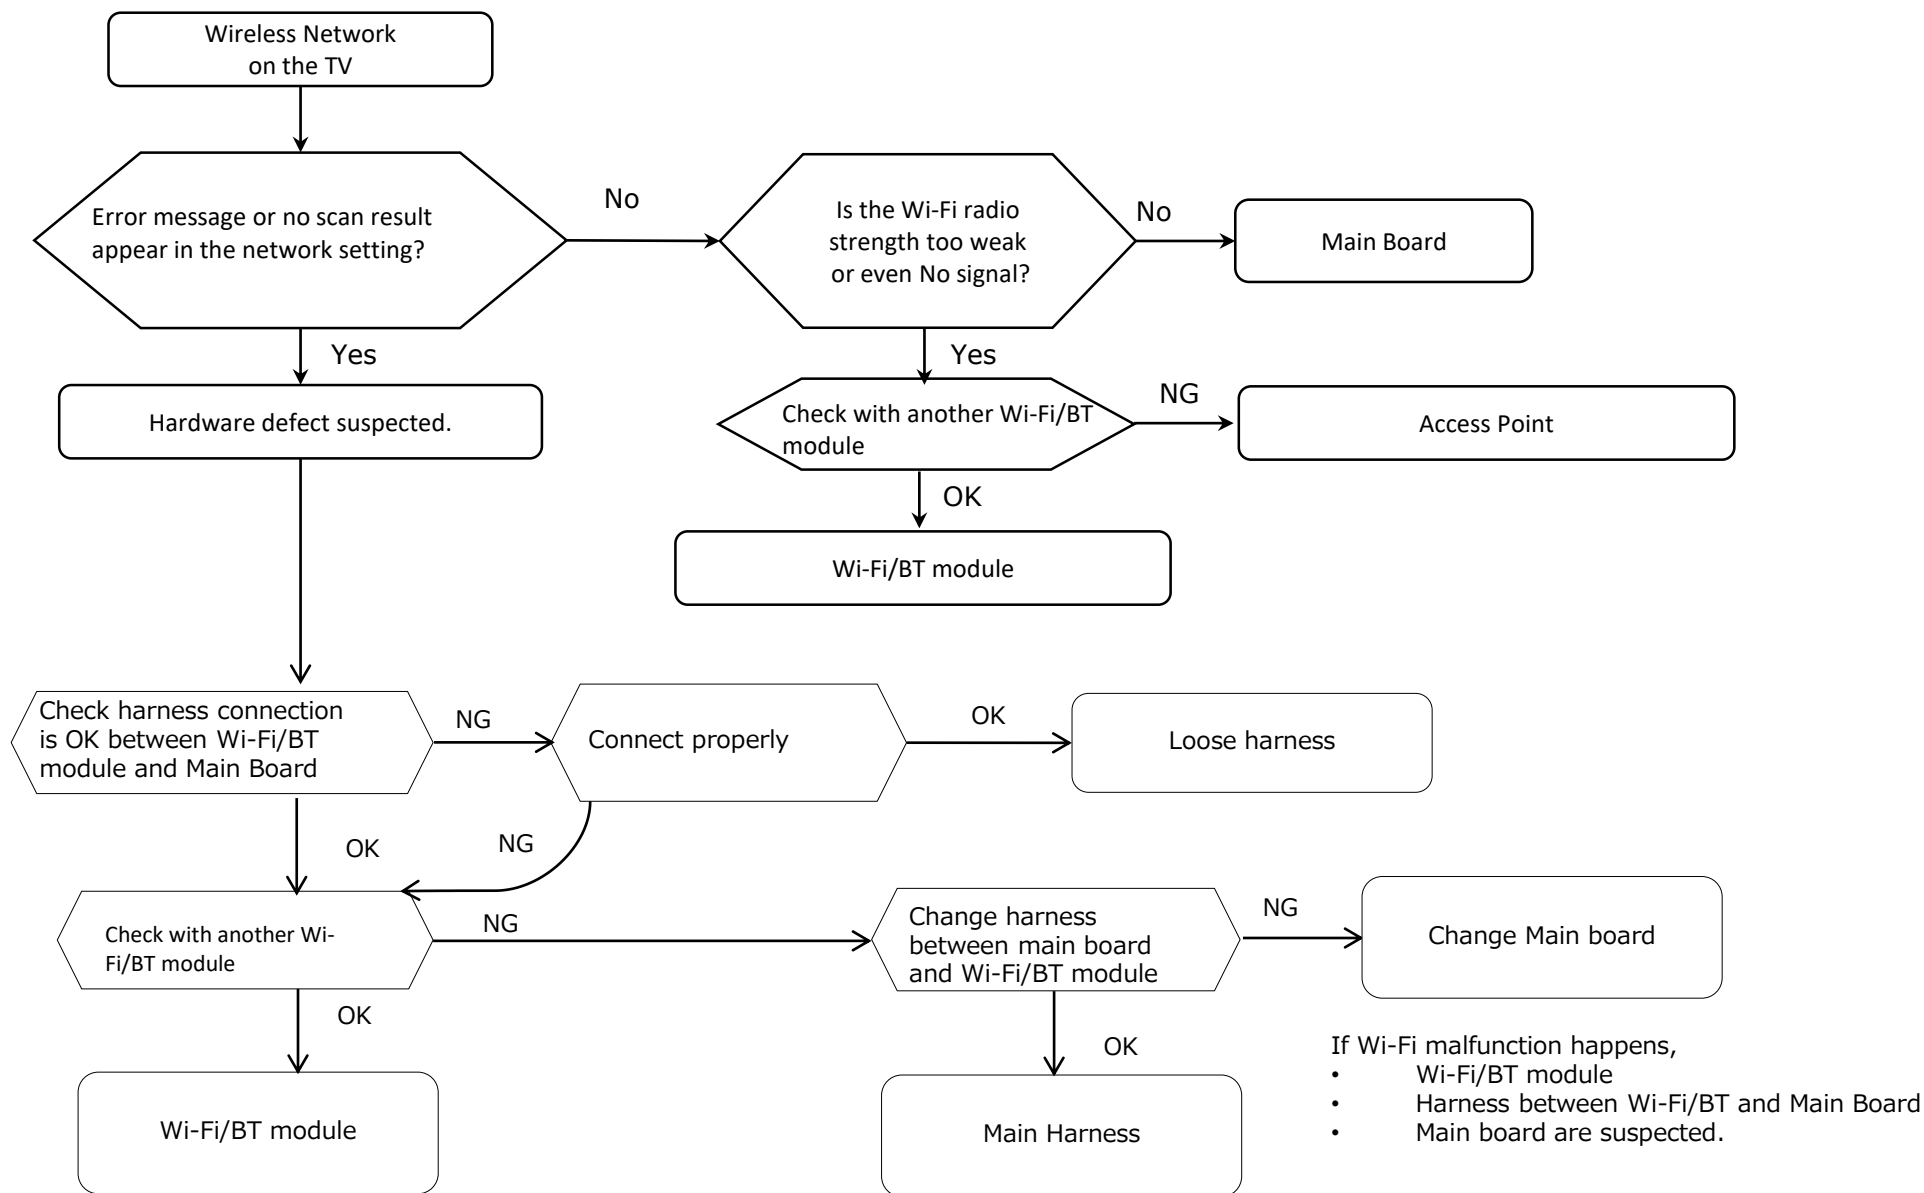 Wireless Network
on the TV
Error message or no scan result
appear in the network setting?
No
Is the Wi-Fi radio
strength too weak
or even No signal?
No
Main Board
Yes
Yes
Hardware defect suspected.
Check with another Wi-Fi/BT
module
NG
Access Point
OK
Wi-Fi/BT module
Check harness connection
is OK between Wi-Fi/BT
module and Main Board
NG
Connect properly
OK
Loose harness
OK
NG
Check with another Wi-
Fi/BT module
NG
Change harness
between main board
and Wi-Fi/BT module
NG
Change Main board
OK
OK
Wi-Fi/BT module
Main Harness
If Wi-Fi malfunction happens,
• Wi-Fi/BT module
• Harness between Wi-Fi/BT and Main Board
• Main board are suspected.